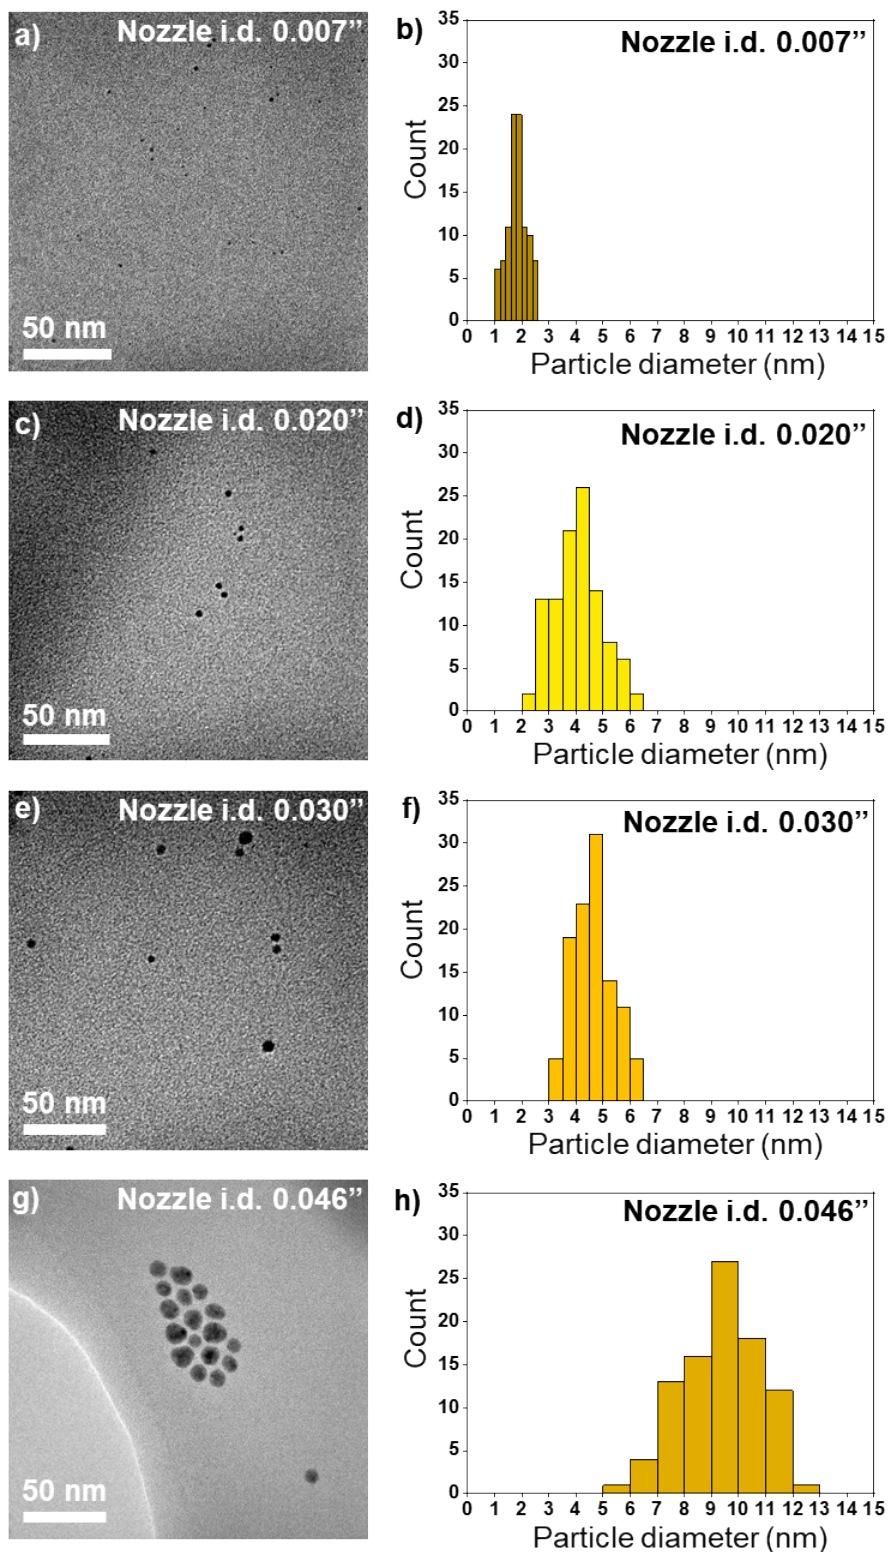 a) Nozzle i.d. 0.007”
50 nm
b) Nozzle i.d. 0.007”
35
30
25
20
15
10
5
0
Count
0 1 2 3 4 5 6 7 8 9 10 11 12 13 14 15
Particle diameter (nm)
c) Nozzle i.d. 0.020”
50 nm
d) Nozzle i.d. 0.020”
35
30
25
20
15
10
5
0
Count
0 1 2 3 4 5 6 7 8 9 10 11 12 13 14 15
Particle diameter (nm)
e) Nozzle i.d. 0.030”
50 nm
f) Nozzle i.d. 0.030”
35
30
25
20
15
10
5
0
Count
0 1 2 3 4 5 6 7 8 9 10 11 12 13 14 15
Particle diameter (nm)
g) Nozzle i.d. 0.046”
50 nm
h) Nozzle i.d. 0.046”
35
30
25
20
15
10
5
0
Count
0 1 2 3 4 5 6 7 8 9 10 11 12 13 14 15
Particle diameter (nm)